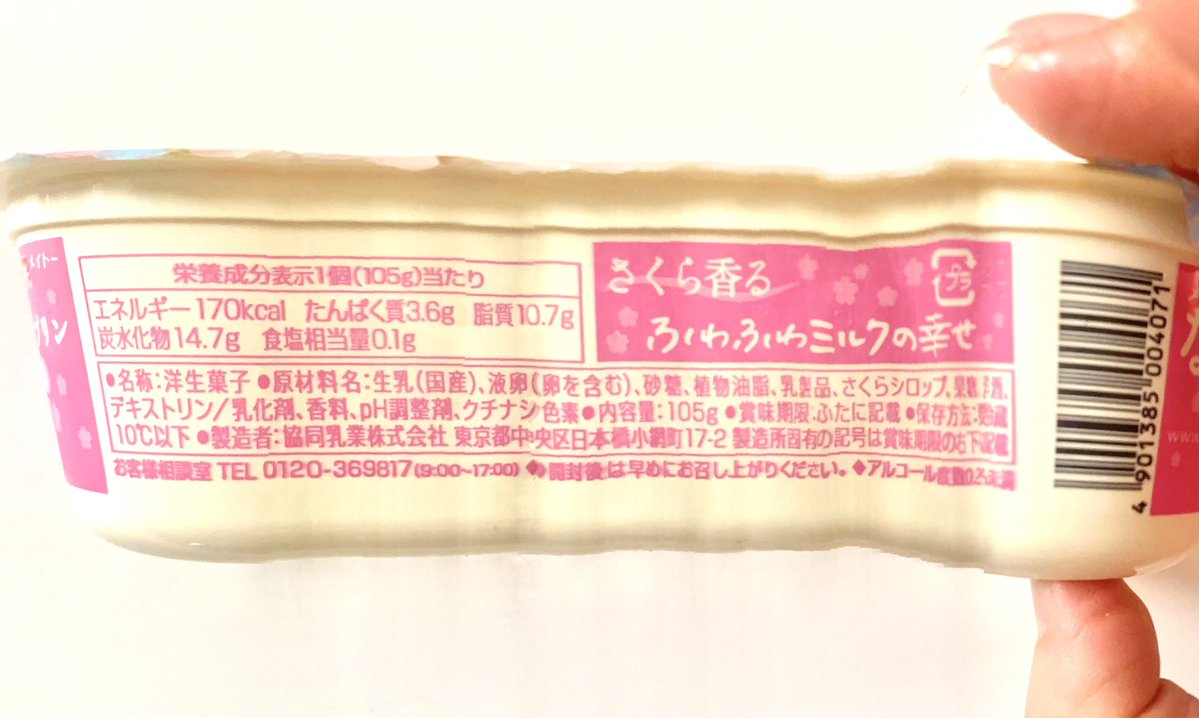 メイトー
プリン
栄養成分表示1個(105g)当たり
エネルギー170kcal たんぱく質3.6g 脂質10.7g
炭水化物14.7g 食塩相当量0.1g
さくら香る
プラ
ふわふわミルクの幸せ
●名称:洋生菓子 ●原材料名:生乳(国産)、液卵(卵を含む)、砂糖、植物油脂、乳製品、さくらシロップ、
デキストリン/乳化剤、香料、pH調整剤、クチナシ色素 ●内容量:105g ●賞味期限:ふたに記載 ●保存方法:
10℃以下 ●製造者:協同乳業株式会社 東京都中央区日本橋小網町17-2 製造所固有の記号は賞味期限の右下記載
お客様相談室 TEL 0120-369817(9:00~17:00) ◆開封後は早めにお召し上がりください。◆アルコール度数
4 901385 004071